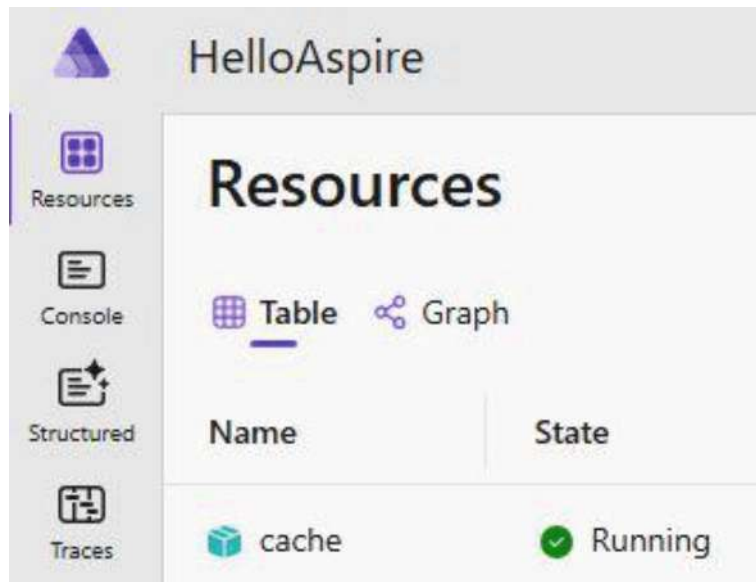 HelloAspire
Resources
Console
Structured
Traces
Resources
Table Graph
Name State
cache Running